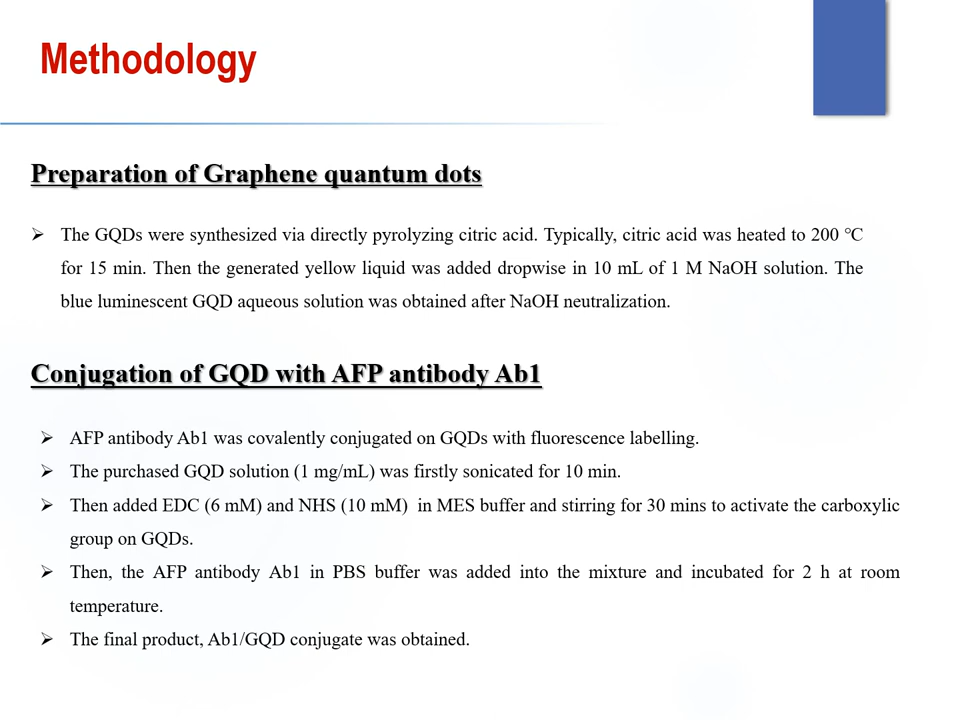 Methodology
Preparation of Graphene quantum dots
➢ The GQDs were synthesized via directly pyrolyzing citric acid. Typically, citric acid was heated to 200 ℃
for 15 min. Then the generated yellow liquid was added dropwise in 10 mL of 1 M NaOH solution. The
blue luminescent GQD aqueous solution was obtained after NaOH neutralization.
Conjugation of GQD with AFP antibody Ab1
➢ AFP antibody Ab1 was covalently conjugated on GQDs with fluorescence labelling.
➢ The purchased GQD solution (1 mg/mL) was firstly sonicated for 10 min.
➢ Then added EDC (6 mM) and NHS (10 mM) in MES buffer and stirring for 30 mins to activate the carboxylic
group on GQDs.
➢ Then, the AFP antibody Ab1 in PBS buffer was added into the mixture and incubated for 2 h at room
temperature.
➢ The final product, Ab1/GQD conjugate was obtained.